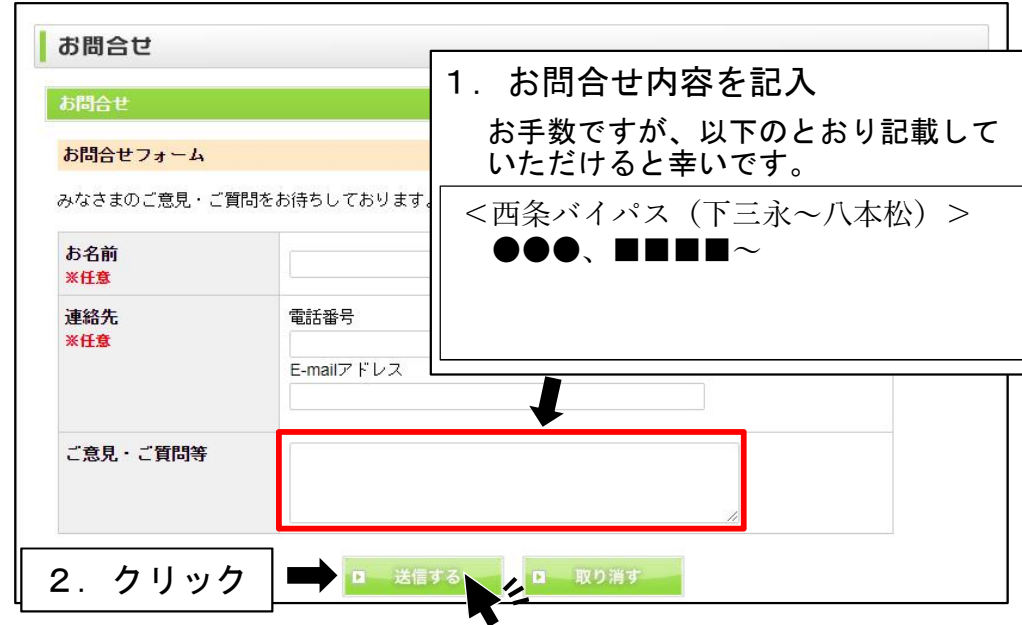 お問合せ
お問合せ
お問合せフォーム
みなさまのご意見・ご質問をお待ちしております。
お名前
※任意
連絡先
※任意
電話番号
E-mailアドレス
ご意見・ご質問等
送信する
取り消す
１．お問合せ内容を記入
お手数ですが、以下のとおり記載して
いただけると幸いです。
＜西条バイパス（下三永～八本松）＞
●●●、■■■■～
２．クリック